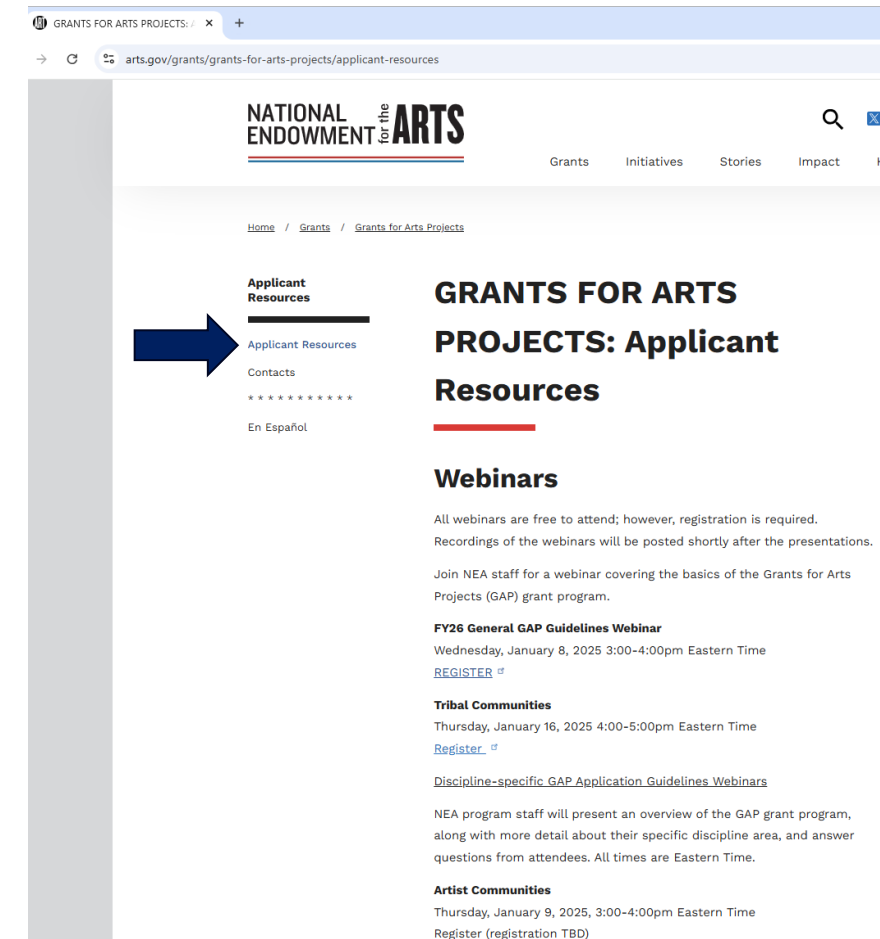 GRANTS FOR ARTS PROJECTS: A
arts.gov/grants/grants-for-arts-projects/applicant-resources
NATIONAL
ENDOWMENT
for the
ARTS
Grants Initiatives Stories Impact
Home / Grants / Grants for Arts Projects
Applicant
Resources
Applicant Resources
Contacts
* * * * * * * * * * *
En Español
GRANTS FOR ARTS
PROJECTS: Applicant
Resources
Webinars
All webinars are free to attend; however, registration is required.
Recordings of the webinars will be posted shortly after the presentations.
Join NEA staff for a webinar covering the basics of the Grants for Arts
Projects (GAP) grant program.
FY26 General GAP Guidelines Webinar
Wednesday, January 8, 2025 3:00-4:00pm Eastern Time
REGISTER
Tribal Communities
Thursday, January 16, 2025 4:00-5:00pm Eastern Time
Register
Discipline-specific GAP Application Guidelines Webinars
NEA program staff will present an overview of the GAP grant program,
along with more detail about their specific discipline area, and answer
questions from attendees. All times are Eastern Time.
Artist Communities
Thursday, January 9, 2025, 3:00-4:00pm Eastern Time
Register (registration TBD)